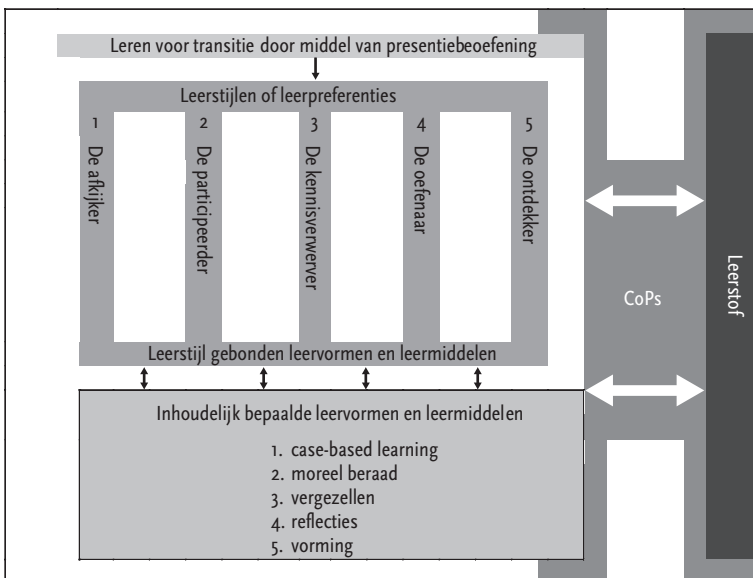 Leren voor transitie door middel van presentiebeoefening
Leerstijlen of leerpreferenties
1 De afkijker
2 De participeerder
3 De kennisverwerver
4 De oefenaar
5 De ontdekker
Leerstijl gebonden leervormen en leermiddelen
Inhoudelijk bepaalde leervormen en leermiddelen
1. case-based learning
2. moreel beraad
3. vergezellen
4. reflecties
5. vorming
CoPs
Leerstof